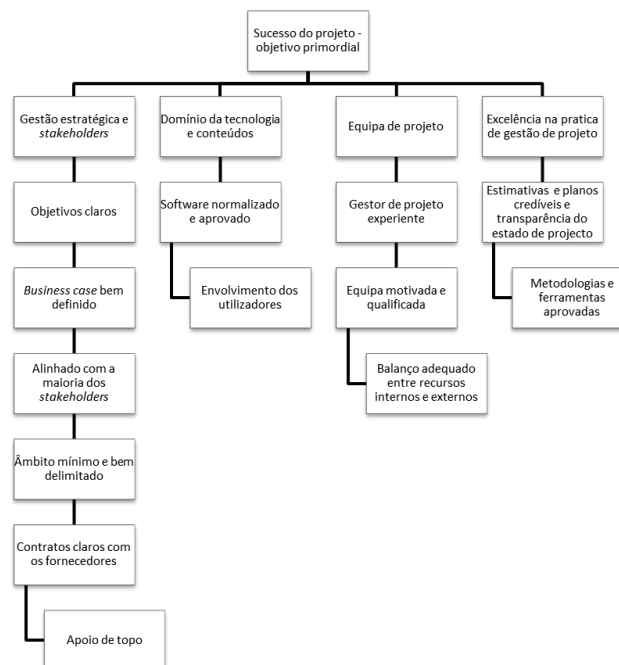 Sucesso do projeto -
objetivo primordial
Gestão estratégica e
stakeholders
Objetivos claros
Business case bem
definido
Alinhado com a
maioria dos
stakeholders
Âmbito mínimo e bem
delimitado
Contratos claros com
os fornecedores
Apoio de topo
Domínio da tecnologia
e conteúdos
Software normalizado
e aprovado
Envolvimento dos
utilizadores
Equipa de projeto
Gestor de projeto
experiente
Equipa motivada e
qualificada
Balanço adequado
entre recursos
internos e externos
Excelência na pratica
de gestão de projeto
Estimativas e planos
credíveis e
transparência do
estado de projecto
Metodologias e
ferramentas
aprovadas